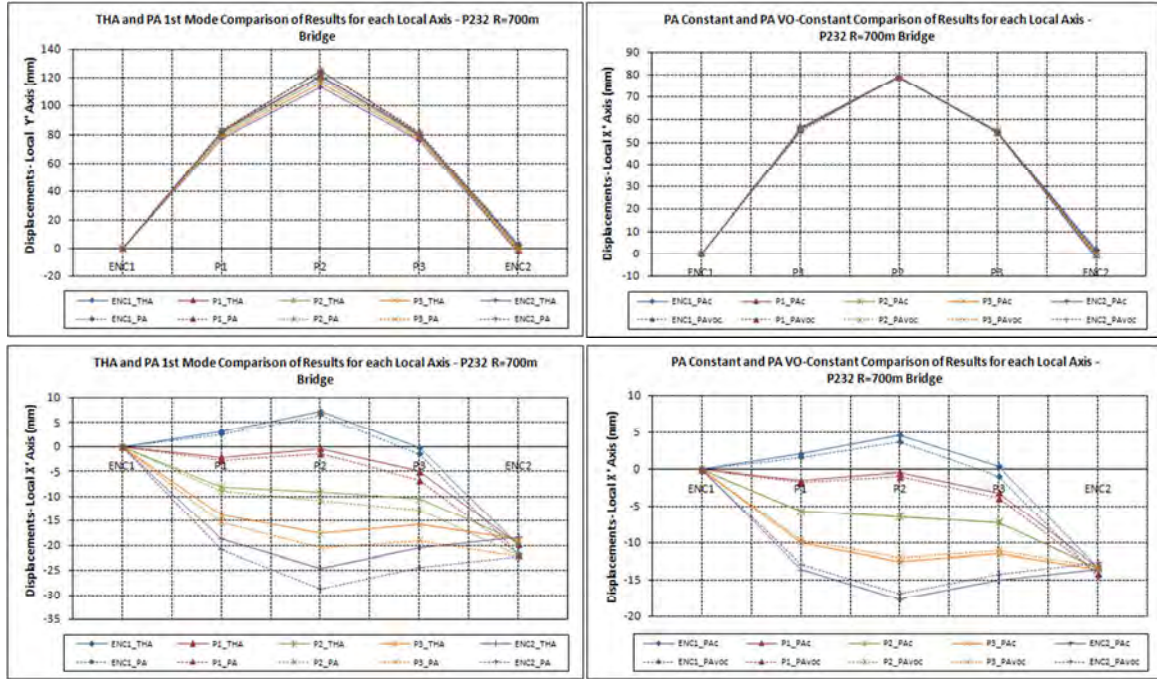 THA and PA 1st Mode Comparison of Results for each Local Axis - P232 R=700m
Bridge
Displacements- Local Y' Axis (mm)
140
120
100
80
60
40
20
0
-20
ENC1 P1 P2 P3 ENC2
ENC1_THA P1_THA P2_THA P3_THA ENC2_THA
ENC1_PA P1_PA P2_PA P3_PA ENC2_PA
PA Constant and PA VO-Constant Comparison of Results for each Local Axis -
P232 R=700m Bridge
Displacements- Local X' Axis (mm)
90
80
70
60
50
40
30
20
10
0
-10
ENC1 P3 P2 P3 ENC2
ENC1_PAc P1_PAc P2_PAc P3_PAc ENC2_PAc
ENC1_PAvoc P1_PAvoc P2_PAvoc P3_PAvoc ENC2_PAvoc
THA and PA 1st Mode Comparison of Results for each Local Axis - P232 R=700m
Bridge
Displacements- Local X' Axis (mm)
10
5
0
-5
-10
-15
-20
-25
-30
-35
ENC1 P1 P2 P3 ENC2
ENC1_THA P1_THA P2_THA P3_THA ENC2_THA
ENC1_PA P1_PA P2_PA P3_PA ENC2_PA
PA Constant and PA VO-Constant Comparison of Results for each Local Axis -
P232 R=700m Bridge
Displacements- Local X' Axis (mm)
10
5
0
-5
-10
-15
-20
ENC1 P1 P2 P3 ENC2
ENC1_PAc P1_PAc P2_PAc P3_PAc ENC2_PAc
ENC1_PAvoc P1_PAvoc P2_PAvoc P3_PAvoc ENC2_PAvoc